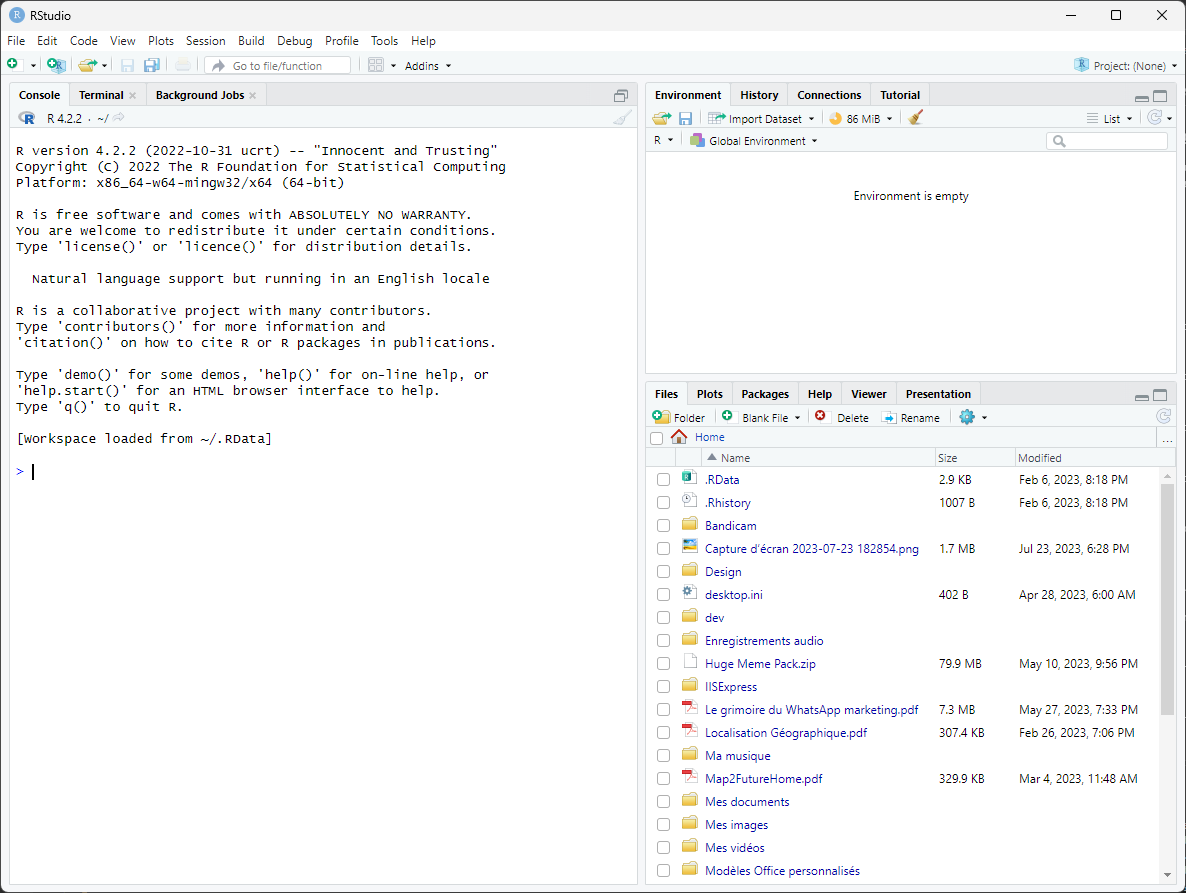 RStudio
File Edit Code View Plots Session Build Debug Profile Tools Help
Go to file/function Addins Project: (None)
Console Terminal Background Jobs
R 4.2.2 · ~/
R version 4.2.2 (2022-10-31 ucrt) -- "Innocent and Trusting"
Copyright (C) 2022 The R Foundation for Statistical Computing
Platform: x86_64-w64-mingw32/x64 (64-bit)
R is free software and comes with ABSOLUTELY NO WARRANTY.
You are welcome to redistribute it under certain conditions.
Type 'license()' or 'licence()' for distribution details.
Natural language support but running in an English locale
R is a collaborative project with many contributors.
Type 'contributors()' for more information and
'citation()' on how to cite R or R packages in publications.
Type 'demo()' for some demos, 'help()' for on-line help, or
'help.start()' for an HTML browser interface to help.
Type 'q()' to quit R.
[Workspace loaded from ~/.RData]
>
Environment History Connections Tutorial
Import Dataset 86 MiB List
R Global Environment
Environment is empty
Files Plots Packages Help Viewer Presentation
Folder Blank File Delete Rename
Home ...
Name Size Modified
.RData 2.9 KB Feb 6, 2023, 8:18 PM
.Rhistory 1007 B Feb 6, 2023, 8:18 PM
Bandicam
Capture d'écran 2023-07-23 182854.png 1.7 MB Jul 23, 2023, 6:28 PM
Design
desktop.ini 402 B Apr 28, 2023, 6:00 AM
dev
Enregistrements audio
Huge Meme Pack.zip 79.9 MB May 10, 2023, 9:56 PM
IISExpress
Le grimoire du WhatsApp marketing.pdf 7.3 MB May 27, 2023, 7:33 PM
Localisation Géographique.pdf 307.4 KB Feb 26, 2023, 7:06 PM
Ma musique
Map2FutureHome.pdf 329.9 KB Mar 4, 2023, 11:48 AM
Mes documents
Mes images
Mes vidéos
Modèles Office personnalisés